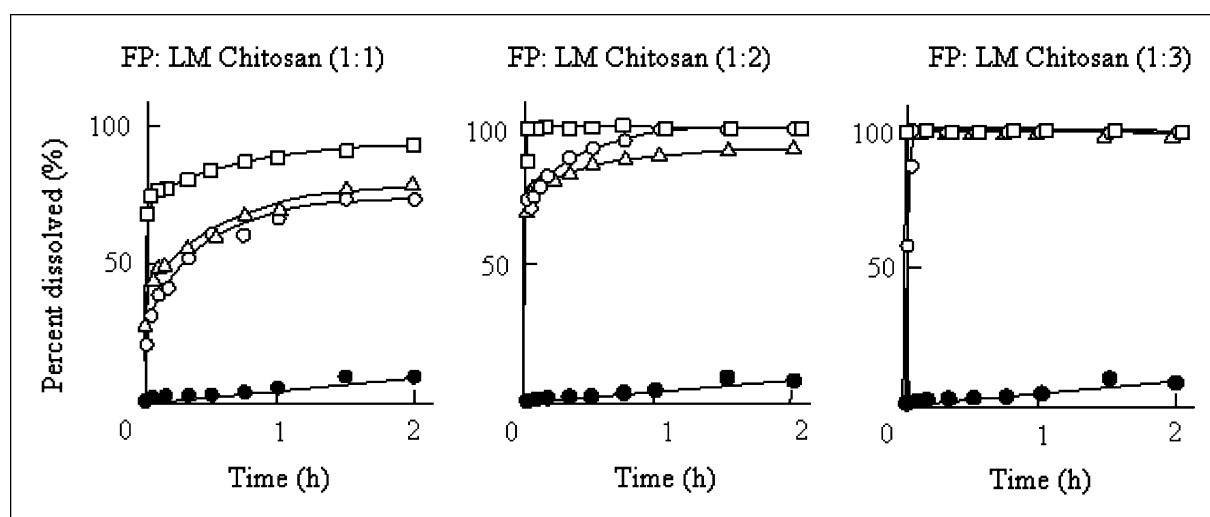 FP: LM Chitosan (1:1)
FP: LM Chitosan (1:2)
FP: LM Chitosan (1:3)
Percent dissolved (%)
100
50
0
1
2
Time (h)
100
50
0
1
2
Time (h)
100
50
0
1
2
Time (h)